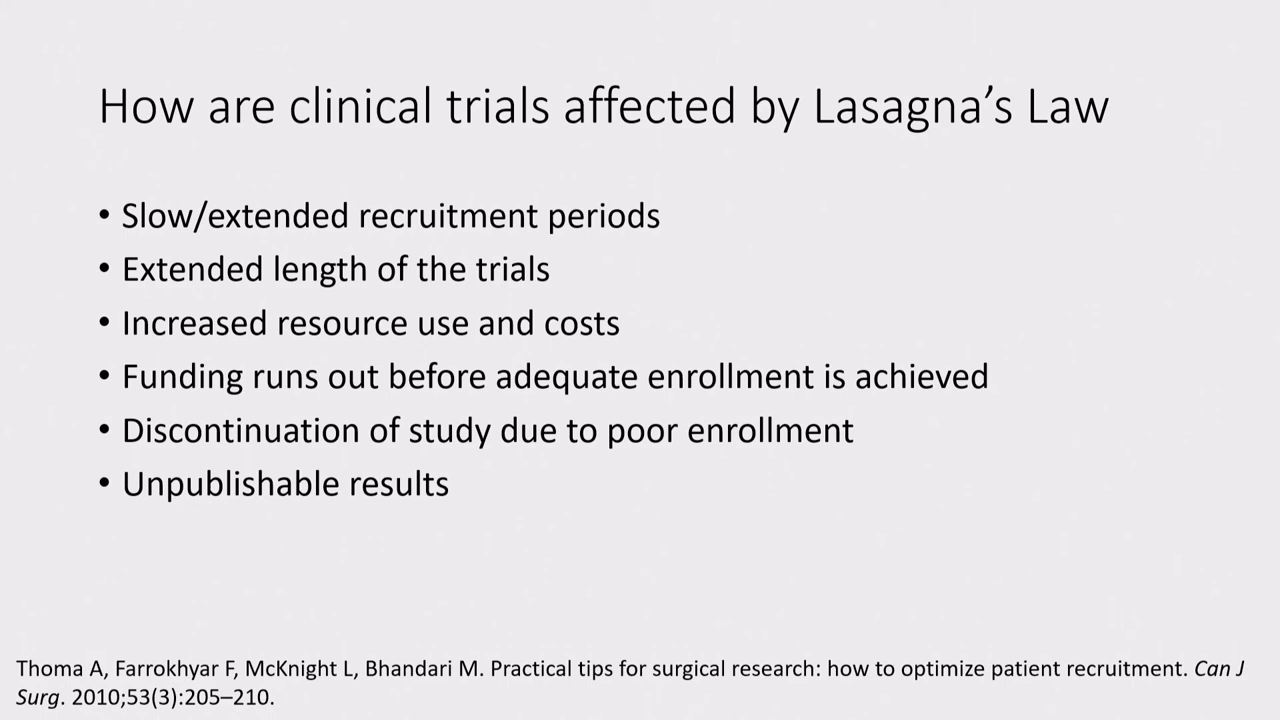 How are clinical trials affected by Lasagna’s Law
• Slow/extended recruitment periods
• Extended length of the trials
• Increased resource use and costs
• Funding runs out before adequate enrollment is achieved
• Discontinuation of study due to poor enrollment
• Unpublishable results
Thoma A, Farrokhyar F, McKnight L, Bhandari M. Practical tips for surgical research: how to optimize patient recruitment. Can J
Surg. 2010;53(3):205–210.